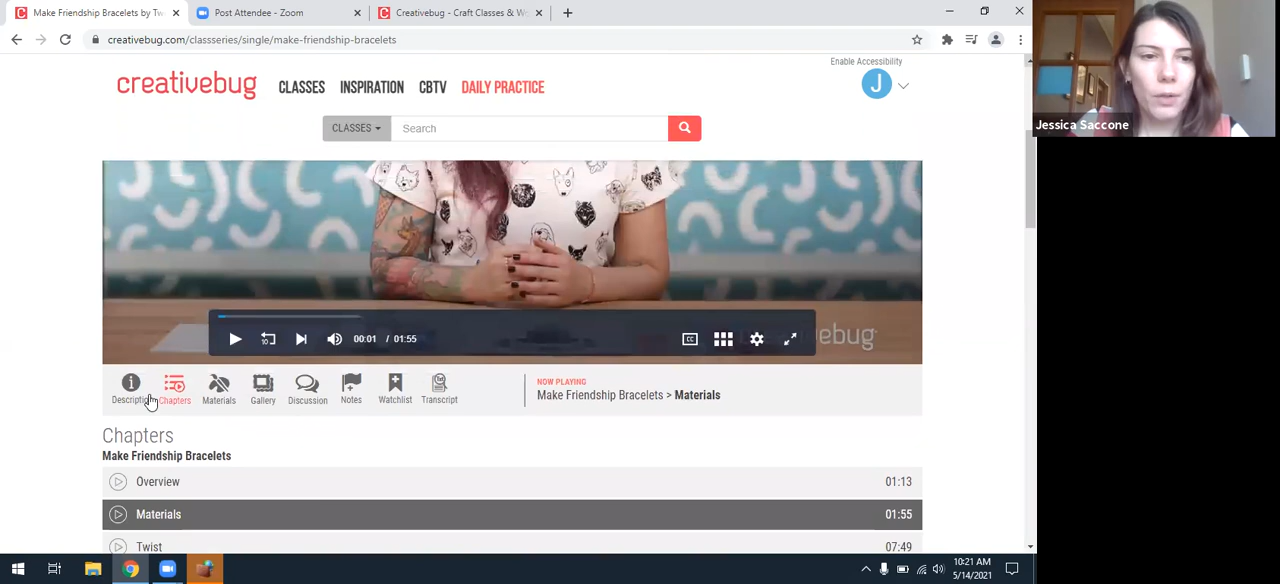 Make Friendship Bracelets by Tw
Post Attendee - Zoom
Creativebug - Craft Classes & W
creativebug.com/classseries/single/make-friendship-bracelets
Enable Accessibility
creativebug
CLASSES
INSPIRATION
CBTV
DAILY PRACTICE
J
CLASSES
Search
Jessica Saccone
ebug
10
00:01 / 01:55
CC
Descripti
Chapters
Materials
Gallery
Discussion
Notes
Watchlist
Transcript
NOW PLAYING
Make Friendship Bracelets > Materials
Chapters
Make Friendship Bracelets
Overview
01:13
Materials
01:55
Twist
07:49
10:21 AM
5/14/2021